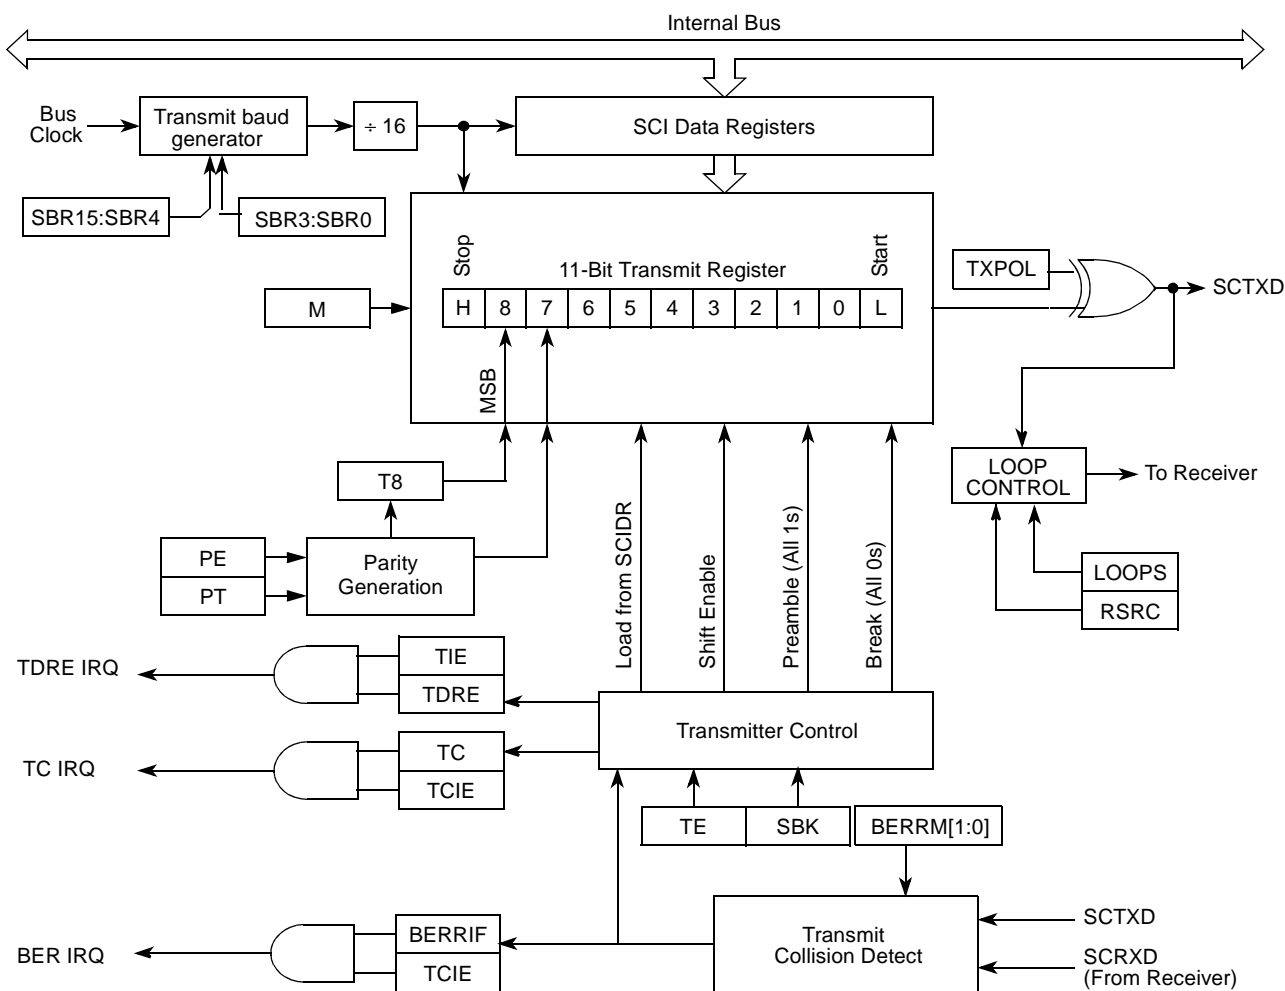 Internal Bus
Bus
Clock
Transmit baud
generator
÷ 16
SCI Data Registers
SBR15:SBR4
SBR3:SBR0
Stop
11-Bit Transmit Register
Start
TXPOL
SCTXD
M
H 8 7 6 5 4 3 2 1 0 L
MSB
T8
LOOP
CONTROL
To Receiver
PE
PT
Parity
Generation
Load from SCIDR
Shift Enable
Preamble (All 1s)
Break (All 0s)
LOOPS
RSRC
TDRE IRQ
TIE
TDRE
Transmitter Control
TC IRQ
TC
TCIE
TE
SBK
BERRM[1:0]
BER IRQ
BERRIF
TCIE
Transmit
Collision Detect
SCTXD
SCRXD
(From Receiver)